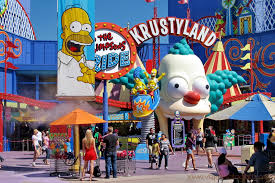 THE
SIMPSONS
RIDE
KRUSTYLAND